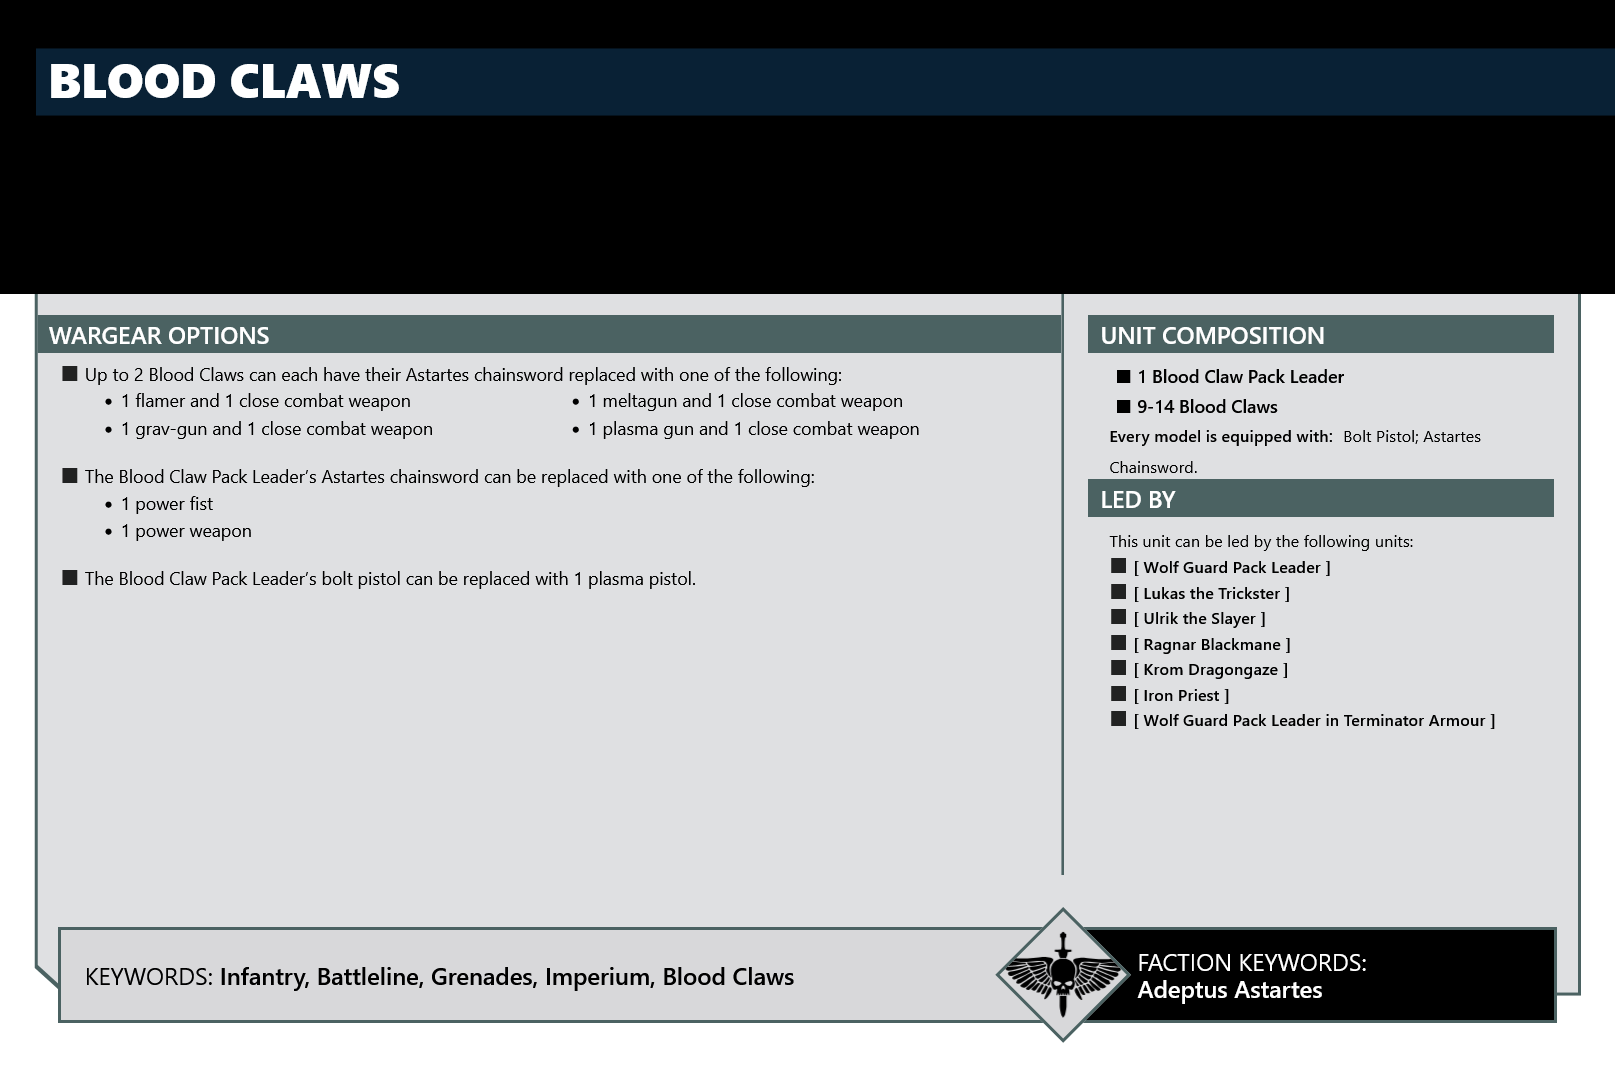 BLOOD CLAWS
WARGEAR OPTIONS
Up to 2 Blood Claws can each have their Astartes chainsword replaced with one of the following:
1 flamer and 1 close combat weapon
1 meltagun and 1 close combat weapon
1 grav-gun and 1 close combat weapon
1 plasma gun and 1 close combat weapon
The Blood Claw Pack Leader's Astartes chainsword can be replaced with one of the following:
1 power fist
1 power weapon
The Blood Claw Pack Leader's bolt pistol can be replaced with 1 plasma pistol.
UNIT COMPOSITION
1 Blood Claw Pack Leader
9-14 Blood Claws
Every model is equipped with: Bolt Pistol; Astartes
Chainsword.
LED BY
This unit can be led by the following units:
[ Wolf Guard Pack Leader ]
[ Lukas the Trickster ]
[ Ulrik the Slayer ]
[ Ragnar Blackmane ]
[ Krom Dragongaze ]
[ Iron Priest ]
[ Wolf Guard Pack Leader in Terminator Armour ]
KEYWORDS: Infantry, Battleline, Grenades, Imperium, Blood Claws
FACTION KEYWORDS:
Adeptus Astartes